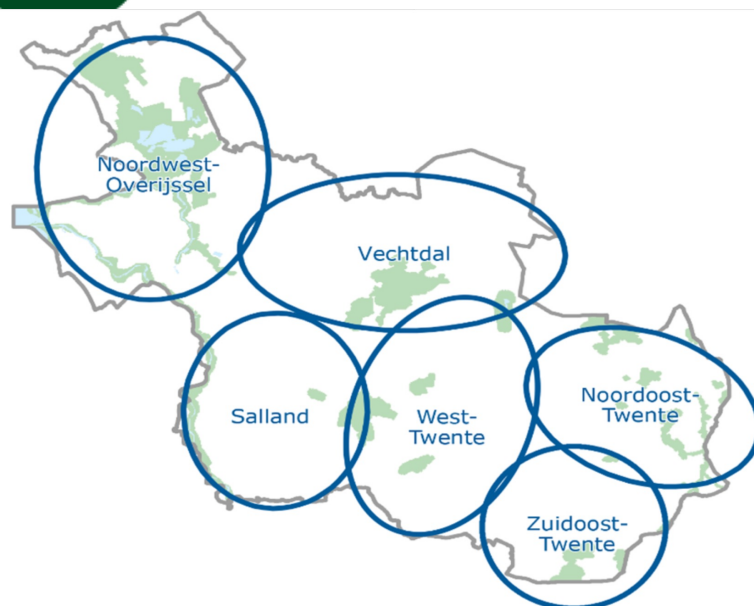 Noordwest-
Overijssel
Vechtdal
Salland
West-
Twente
Noordoost-
Twente
Zuidoost-
Twente